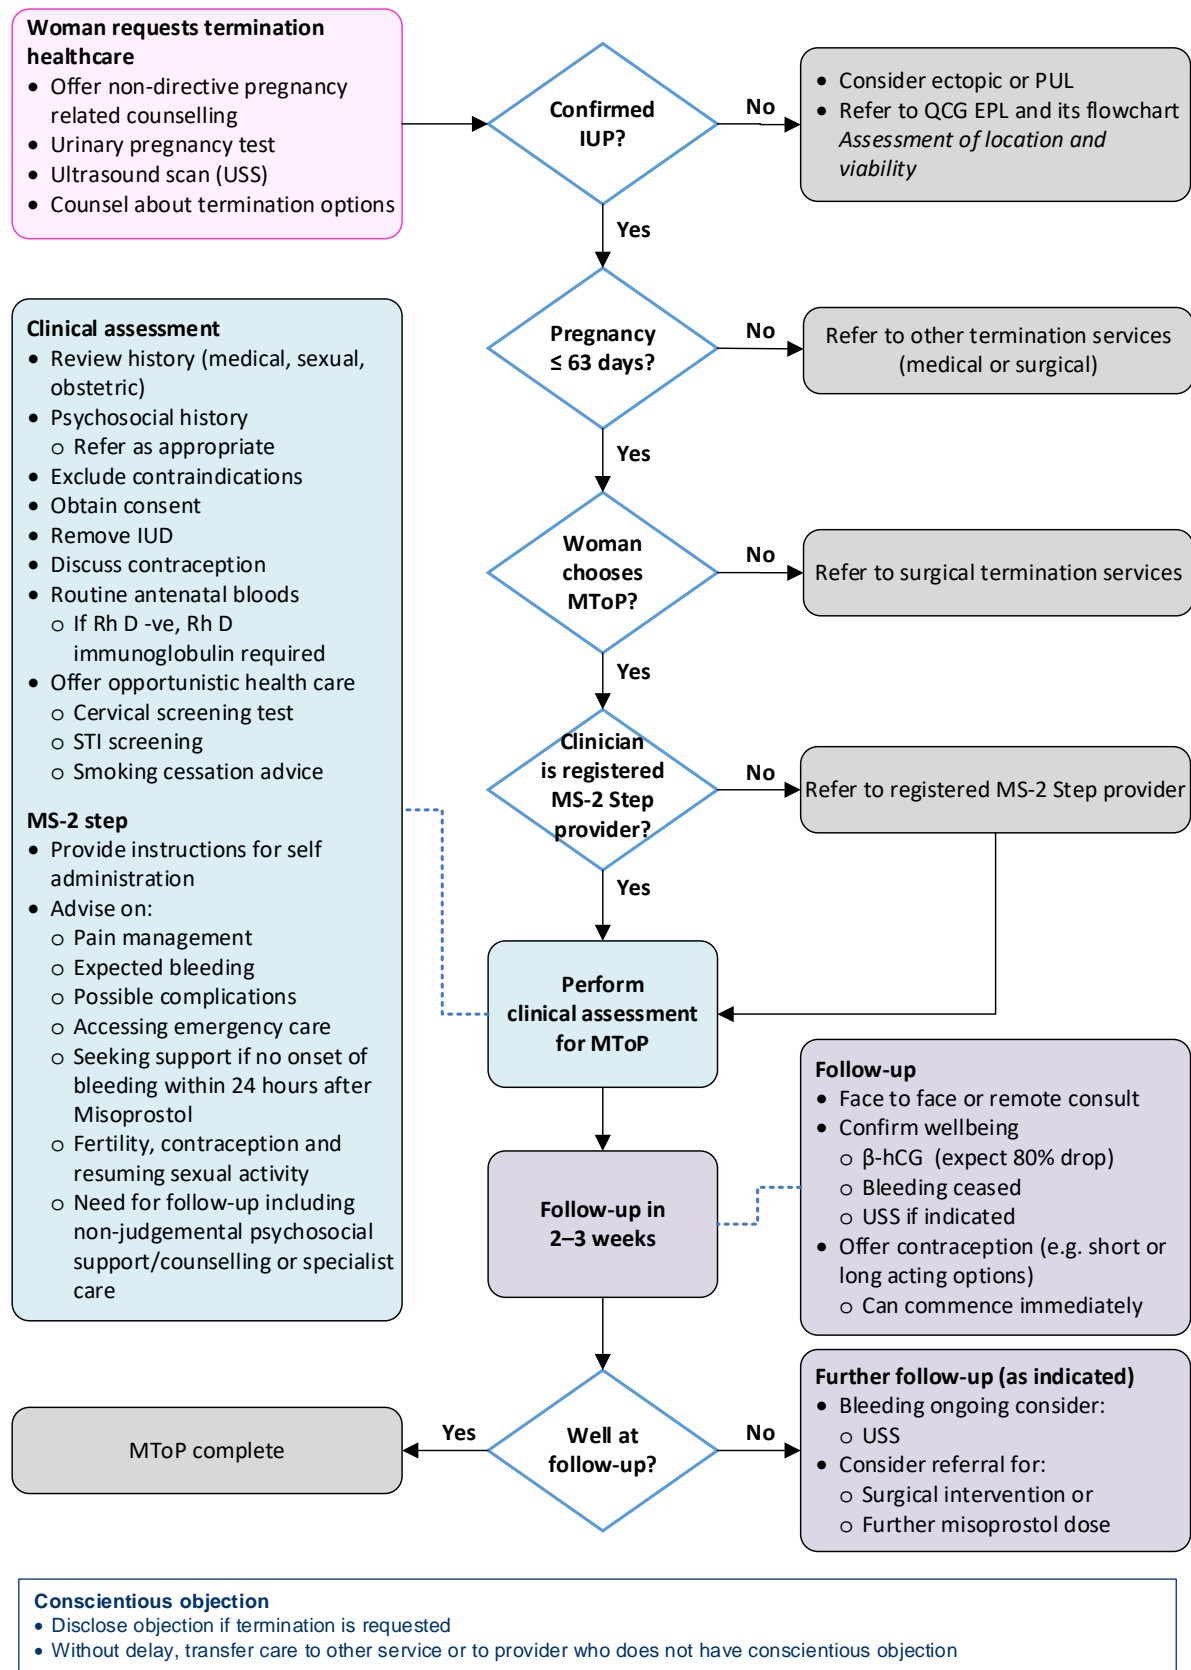 Woman requests termination
healthcare
• Offer non-directive pregnancy
related counselling
• Urinary pregnancy test
• Ultrasound scan (USS)
• Counsel about termination options
Confirmed
IUP?
No
• Consider ectopic or PUL
• Refer to QCG EPL and its flowchart
Assessment of location and
viability
Yes
Pregnancy
≤ 63 days?
No
Refer to other termination services
(medical or surgical)
Yes
Woman
chooses
MToP?
No
Refer to surgical termination services
Yes
Clinician
is registered
MS-2 Step
provider?
No
Refer to registered MS-2 Step provider
Yes
Clinical assessment
• Review history (medical, sexual,
obstetric)
• Psychosocial history
o Refer as appropriate
• Exclude contraindications
• Obtain consent
• Remove IUD
• Discuss contraception
• Routine antenatal bloods
o If Rh D -ve, Rh D
immunoglobulin required
• Offer opportunistic health care
o Cervical screening test
o STI screening
o Smoking cessation advice
MS-2 step
• Provide instructions for self
administration
• Advise on:
o Pain management
o Expected bleeding
o Possible complications
o Accessing emergency care
o Seeking support if no onset of
bleeding within 24 hours after
Misoprostol
o Fertility, contraception and
resuming sexual activity
o Need for follow-up including
non-judgemental psychosocial
support/counselling or specialist
care
Perform
clinical assessment
for MToP
Follow-up in
2–3 weeks
Follow-up
• Face to face or remote consult
• Confirm wellbeing
o β-hCG (expect 80% drop)
o Bleeding ceased
o USS if indicated
• Offer contraception (e.g. short or
long acting options)
o Can commence immediately
Well at
follow-up?
Yes
MToP complete
No
Further follow-up (as indicated)
• Bleeding ongoing consider:
o USS
• Consider referral for:
o Surgical intervention or
o Further misoprostol dose
Conscientious objection
• Disclose objection if termination is requested
• Without delay, transfer care to other service or to provider who does not have conscientious objection